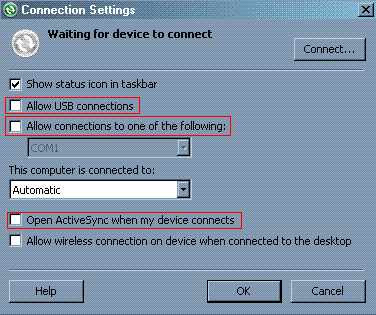 Connection Settings
Waiting for device to connect
Connect...
Show status icon in taskbar
Allow USB connections
Allow connections to one of the following:
COM1
This computer is connected to:
Automatic
Open ActiveSync when my device connects
Allow wireless connection on device when connected to the desktop
Help
OK
Cancel